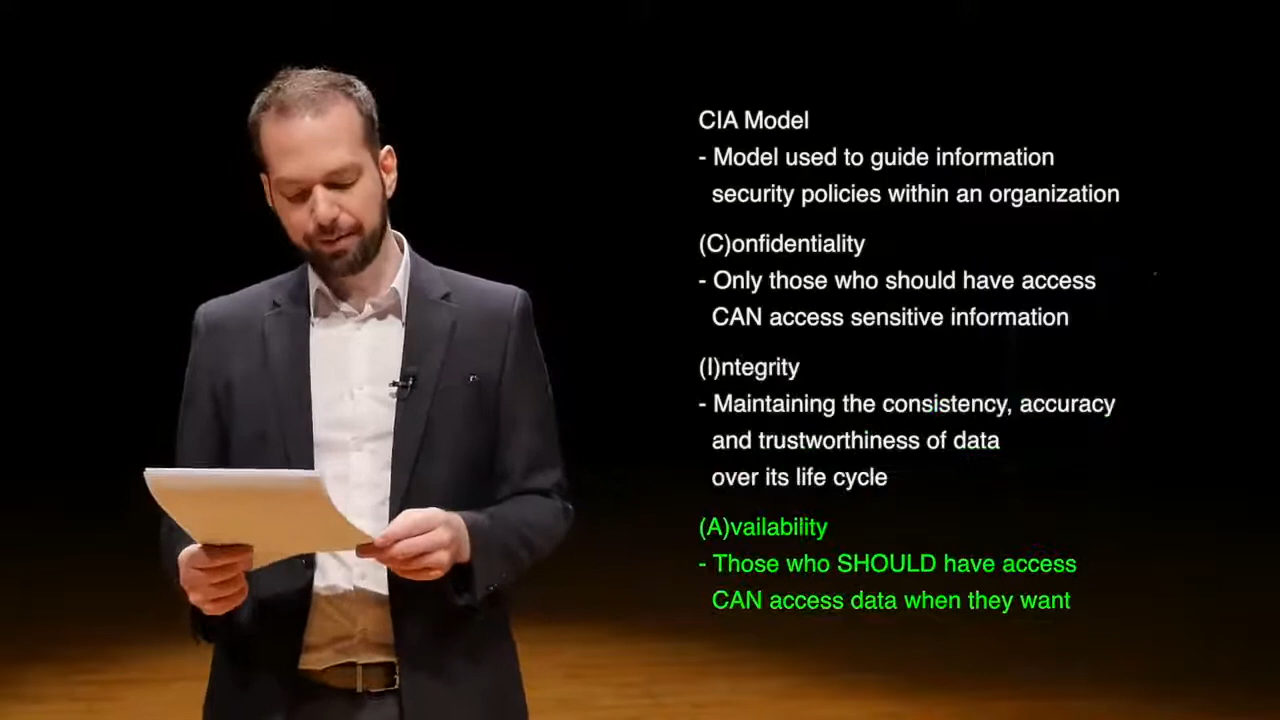 CIA Model
- Model used to guide information
security policies within an organization
(C)onfidentiality
- Only those who should have access
CAN access sensitive information
(I)ntegrity
- Maintaining the consistency, accuracy
and trustworthiness of data
over its life cycle
(A)vailability
- Those who SHOULD have access
CAN access data when they want